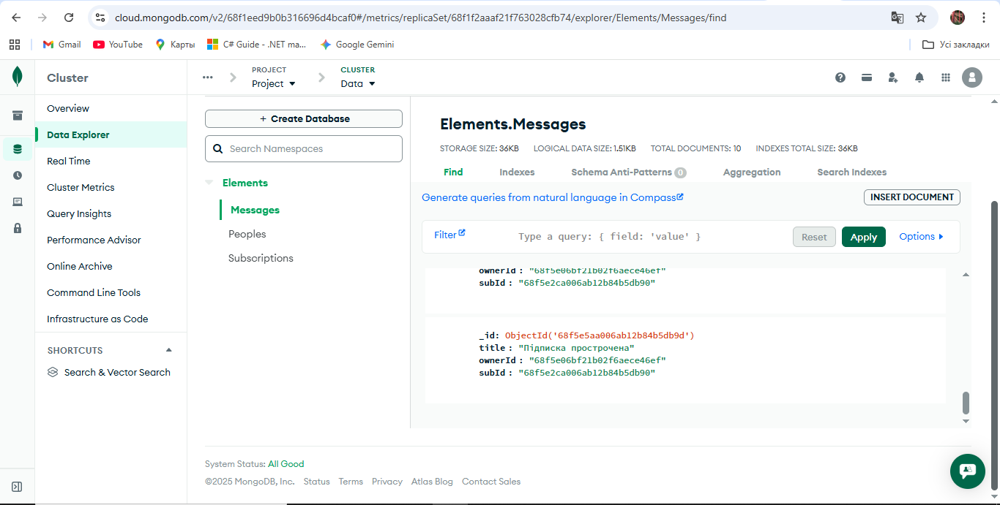 cloud.mongodb.com/v2/68f1eed9b0b316696d4bcaf0#/metrics/replicaSet/68f1f2aaaf21f763028cfb74/explorer/Elements/Messages/find
Gmail YouTube Карты C# Guide - .NET ma... Google Gemini Усі закладки
Cluster
PROJECT
Project
CLUSTER
Data
Overview
Data Explorer
Real Time
Cluster Metrics
Query Insights
Performance Advisor
Online Archive
Command Line Tools
Infrastructure as Code
SHORTCUTS
Search & Vector Search
+ Create Database
Search Namespaces
Elements
Messages
Peoples
Subscriptions
Elements.Messages
STORAGE SIZE: 36KB LOGICAL DATA SIZE: 1.51KB TOTAL DOCUMENTS: 10 INDEXES TOTAL SIZE: 36KB
Find Indexes Schema Anti-Patterns 0 Aggregation Search Indexes
Generate queries from natural language in Compass
INSERT DOCUMENT
Filter Type a query: { field: 'value' } Reset Apply Options
ownerId : "68f5e06bf21b02f6aece46ef"
subId : "68f5e2ca006ab12b84b5db90"
_id: ObjectId('68f5e5aa006ab12b84b5db9d')
title : "Підписка прострочена"
ownerId : "68f5e06bf21b02f6aece46ef"
subId : "68f5e2ca006ab12b84b5db90"
System Status: All Good
©2025 MongoDB, Inc. Status Terms Privacy Atlas Blog Contact Sales